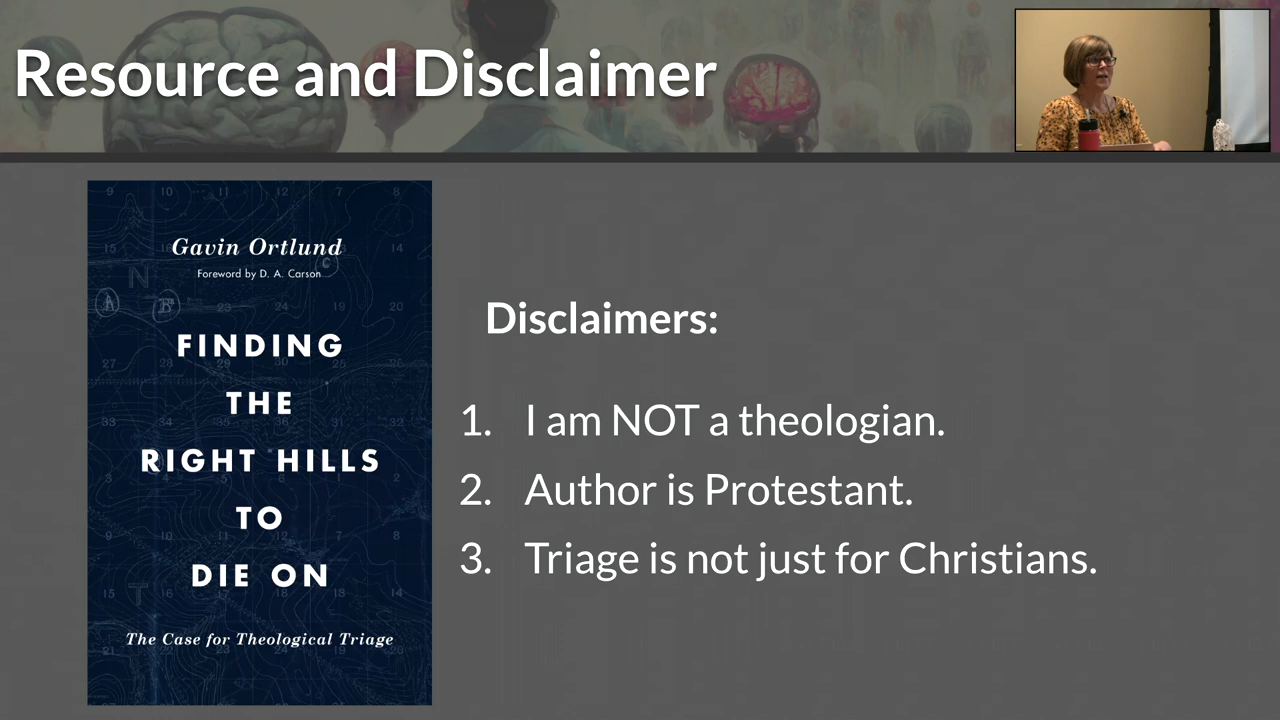 Resource and Disclaimer
Gavin Ortlund
Foreword by D. A. Carson
FINDING
THE
RIGHT HILLS
TO
DIE ON
The Case for Theological Triage
Disclaimers:
1. I am NOT a theologian.
2. Author is Protestant.
3. Triage is not just for Christians.